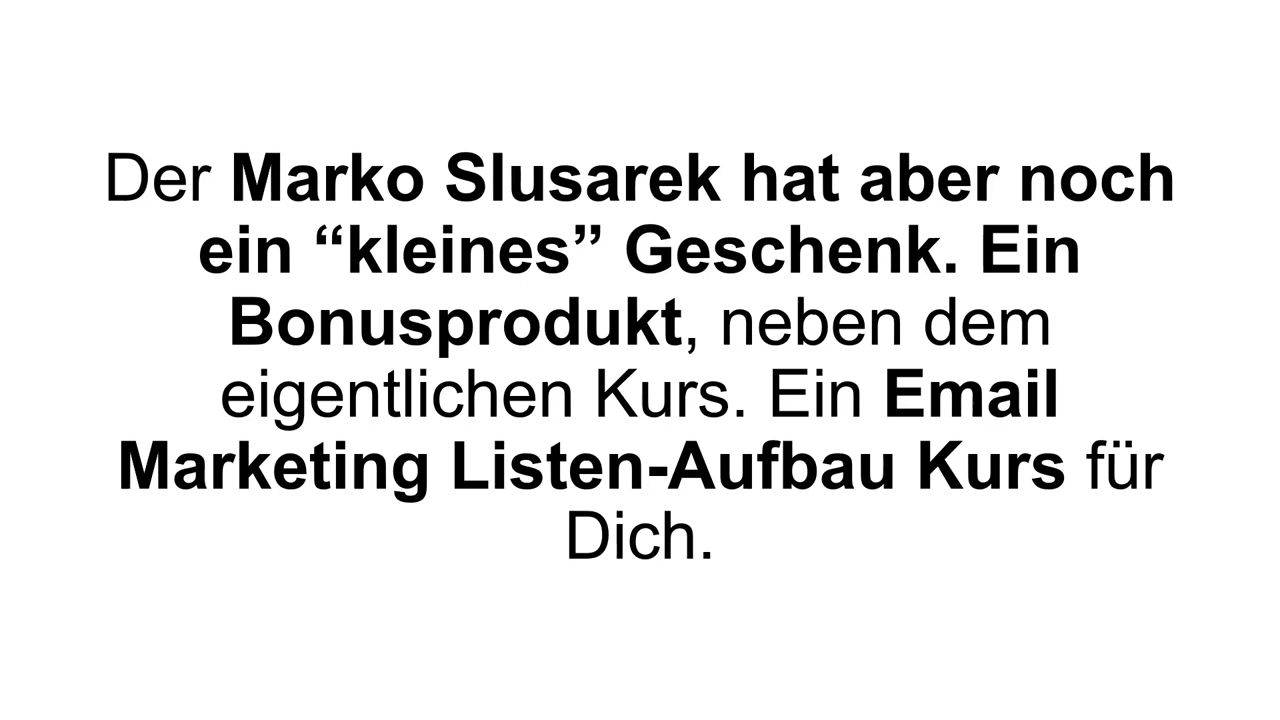 Der Marko Slusarek hat aber noch
ein “kleines” Geschenk. Ein
Bonusprodukt, neben dem
eigentlichen Kurs. Ein Email
Marketing Listen-Aufbau Kurs für
Dich.